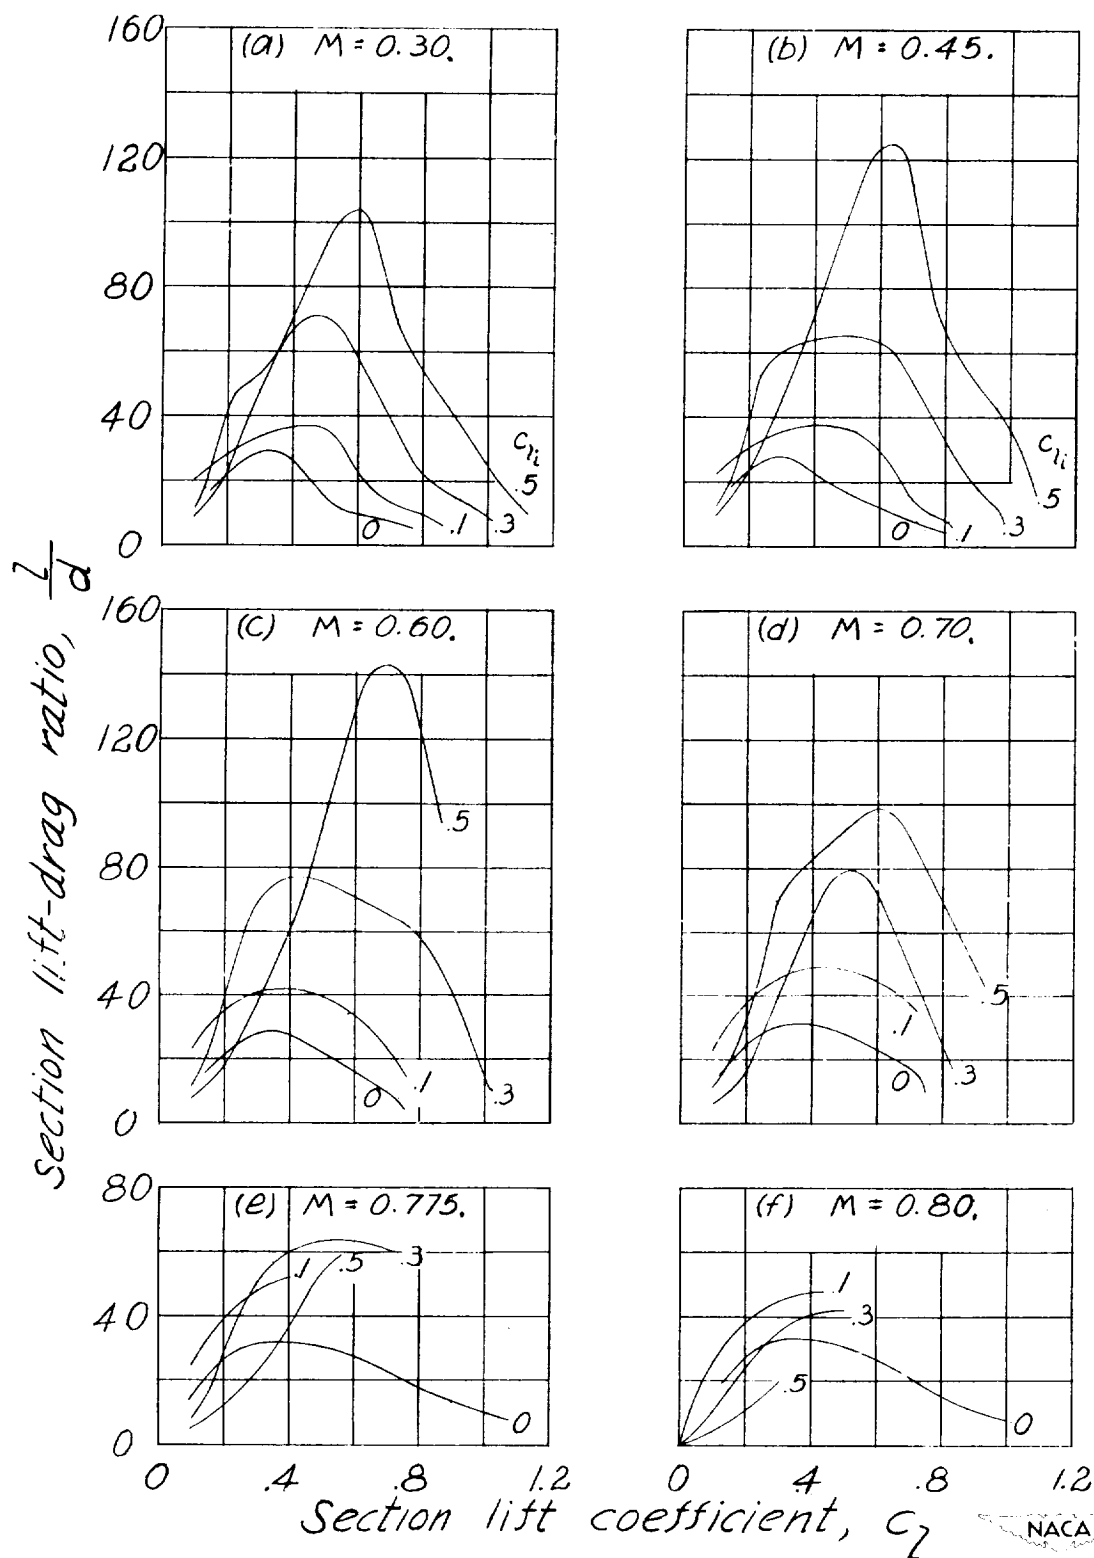 160
(a) M = 0.30.
(b) M = 0.45.
120
80
40
0
c_{l_i}
.5
0
.1
.3
c_{l_i}
.5
0
.1
.3
160
(c) M = 0.60.
(d) M = 0.70.
120
80
40
0
.5
.1
0
.3
.5
.1
0
.3
80
(e) M = 0.775.
(f) M = 0.80.
40
0
.1
.5
.3
0
.1
.3
.5
0
0 .4 .8 1.2
0 .4 .8 1.2
Section lift-drag ratio, l/d
Section lift coefficient, c_l
NACA